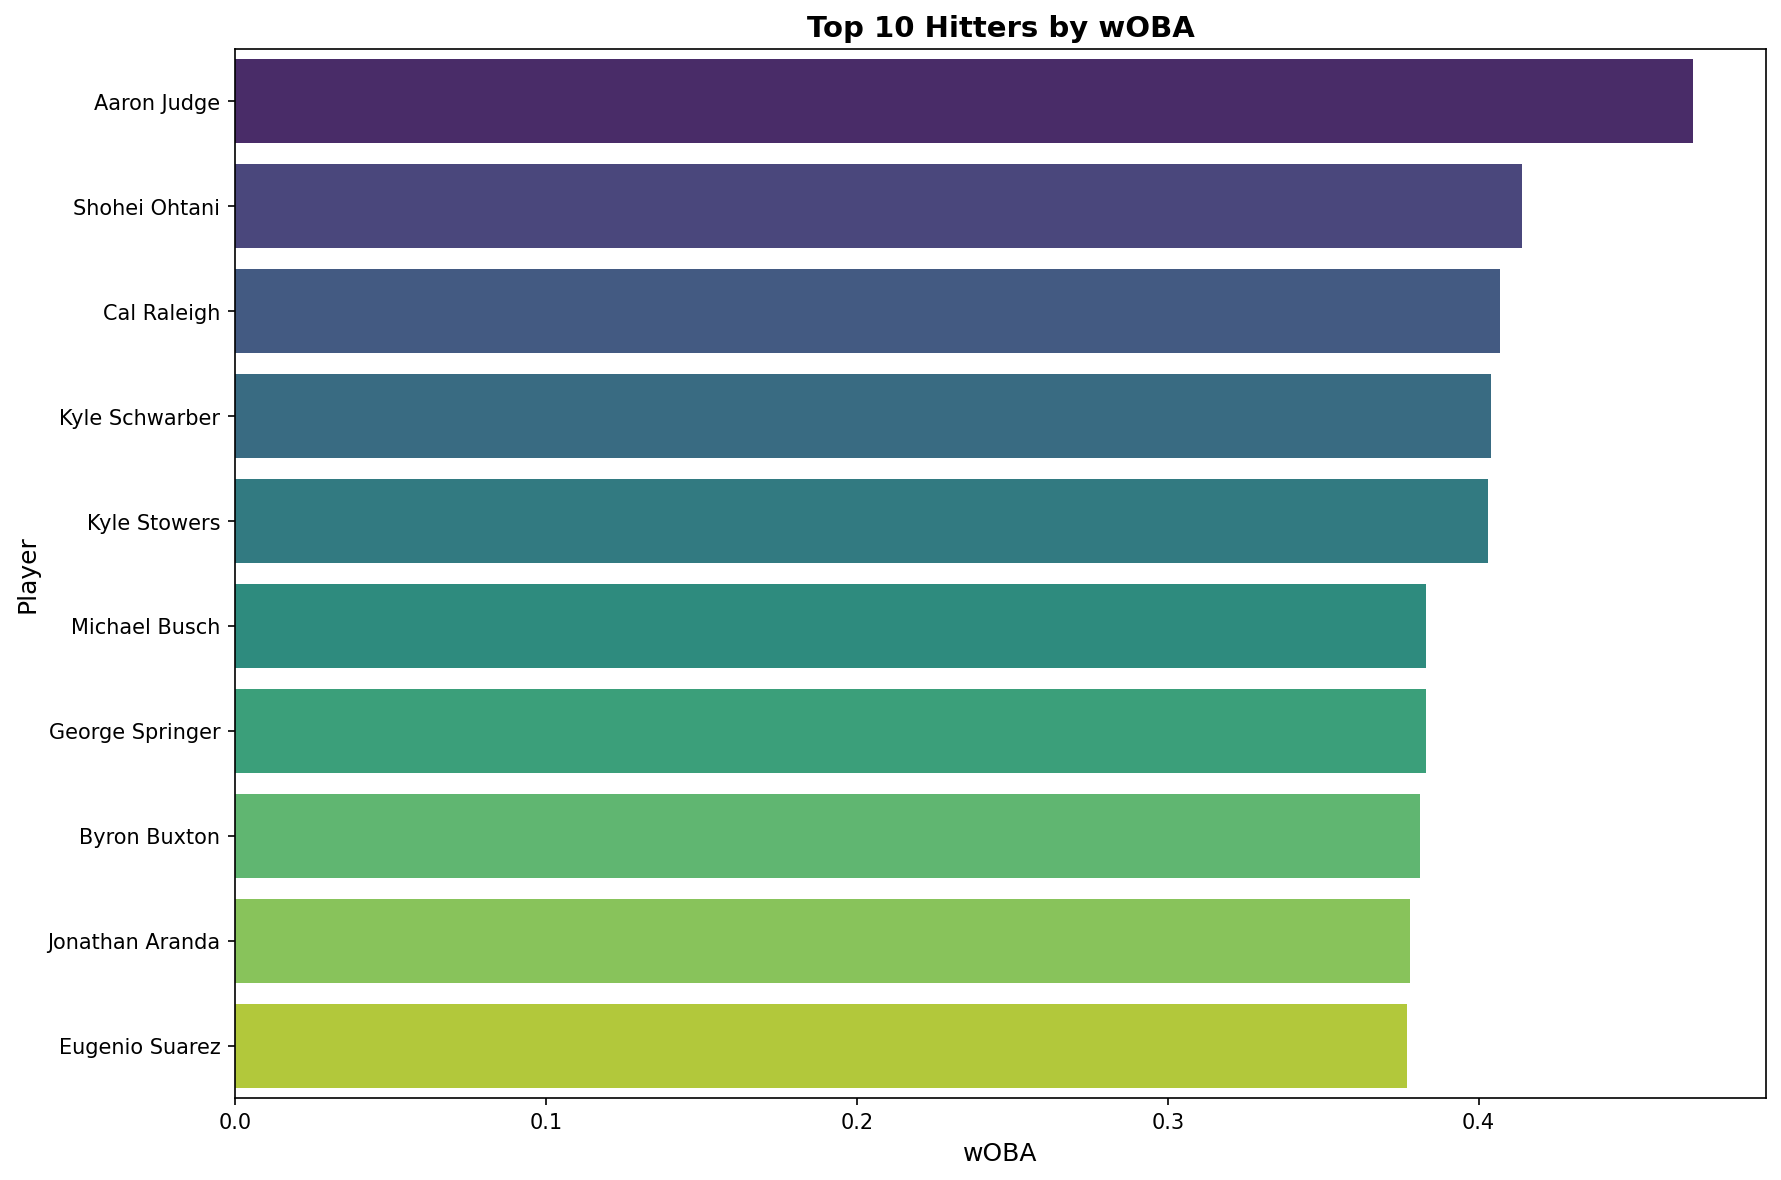 Top 10 Hitters by wOBA
Aaron Judge
Shohei Ohtani
Cal Raleigh
Kyle Schwarber
Kyle Stowers
Michael Busch
George Springer
Byron Buxton
Jonathan Aranda
Eugenio Suarez
Player
0.0 0.1 0.2 0.3 0.4
wOBA